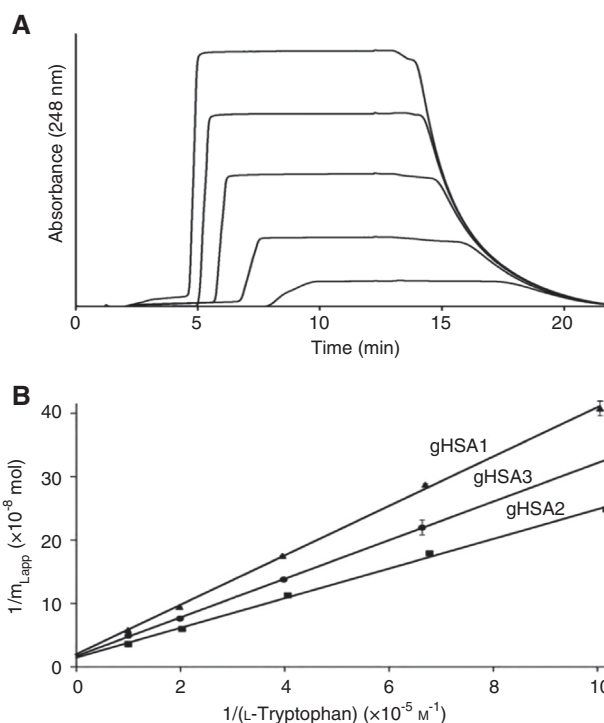 A
Absorbance (248 nm)
0 5 10 15 20
Time (min)
B
1/m_Lapp (×10⁻⁸ mol)
40
30
20
10
0
gHSA1
gHSA3
gHSA2
0 2 4 6 8 10
1/(L-Tryptophan) (×10⁻⁵ M⁻¹)